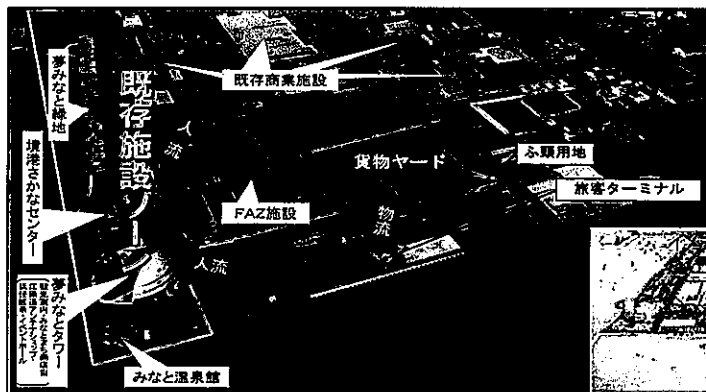 既存商業施設
夢みなと緑地
既存施設ゾー
人流
貨物ヤード
ふ頭用地
旅客ターミナル
境港さかなセンター
FAZ施設
物流
人流
夢みなとタワー
みなと温泉館